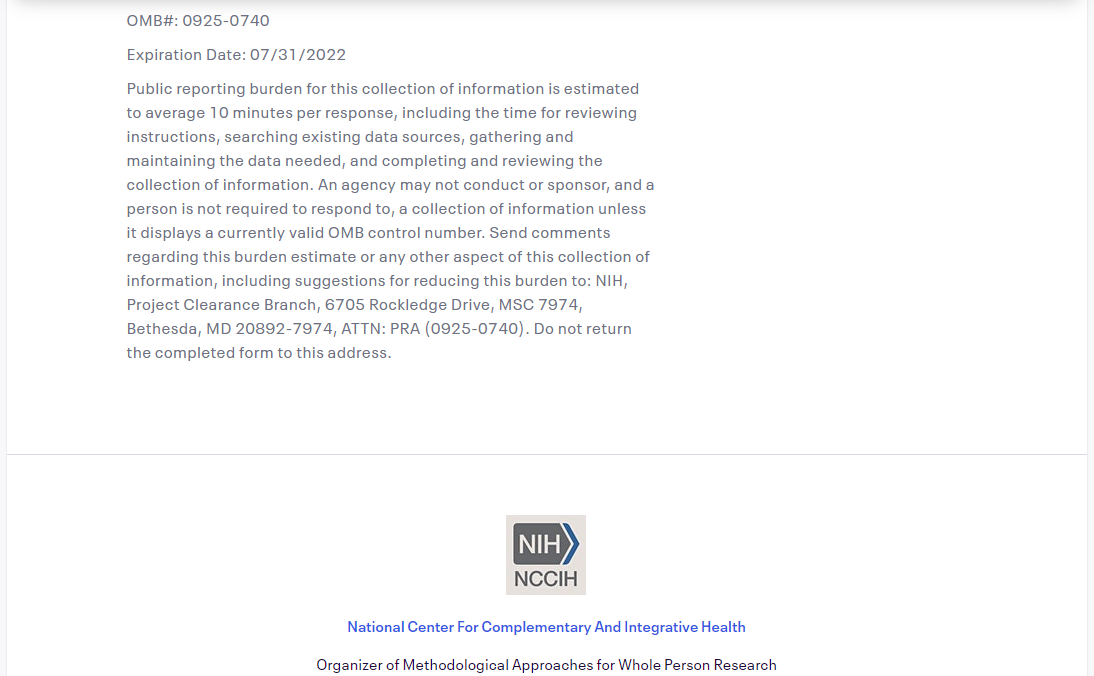 OMB#: 0925-0740
Expiration Date: 07/31/2022
Public reporting burden for this collection of information is estimated
to average 10 minutes per response, including the time for reviewing
instructions, searching existing data sources, gathering and
maintaining the data needed, and completing and reviewing the
collection of information. An agency may not conduct or sponsor, and a
person is not required to respond to, a collection of information unless
it displays a currently valid OMB control number. Send comments
regarding this burden estimate or any other aspect of this collection of
information, including suggestions for reducing this burden to: NIH,
Project Clearance Branch, 6705 Rockledge Drive, MSC 7974,
Bethesda, MD 20892-7974, ATTN: PRA (0925-0740). Do not return
the completed form to this address.
NIH
NCCIH
National Center For Complementary And Integrative Health
Organizer of Methodological Approaches for Whole Person Research